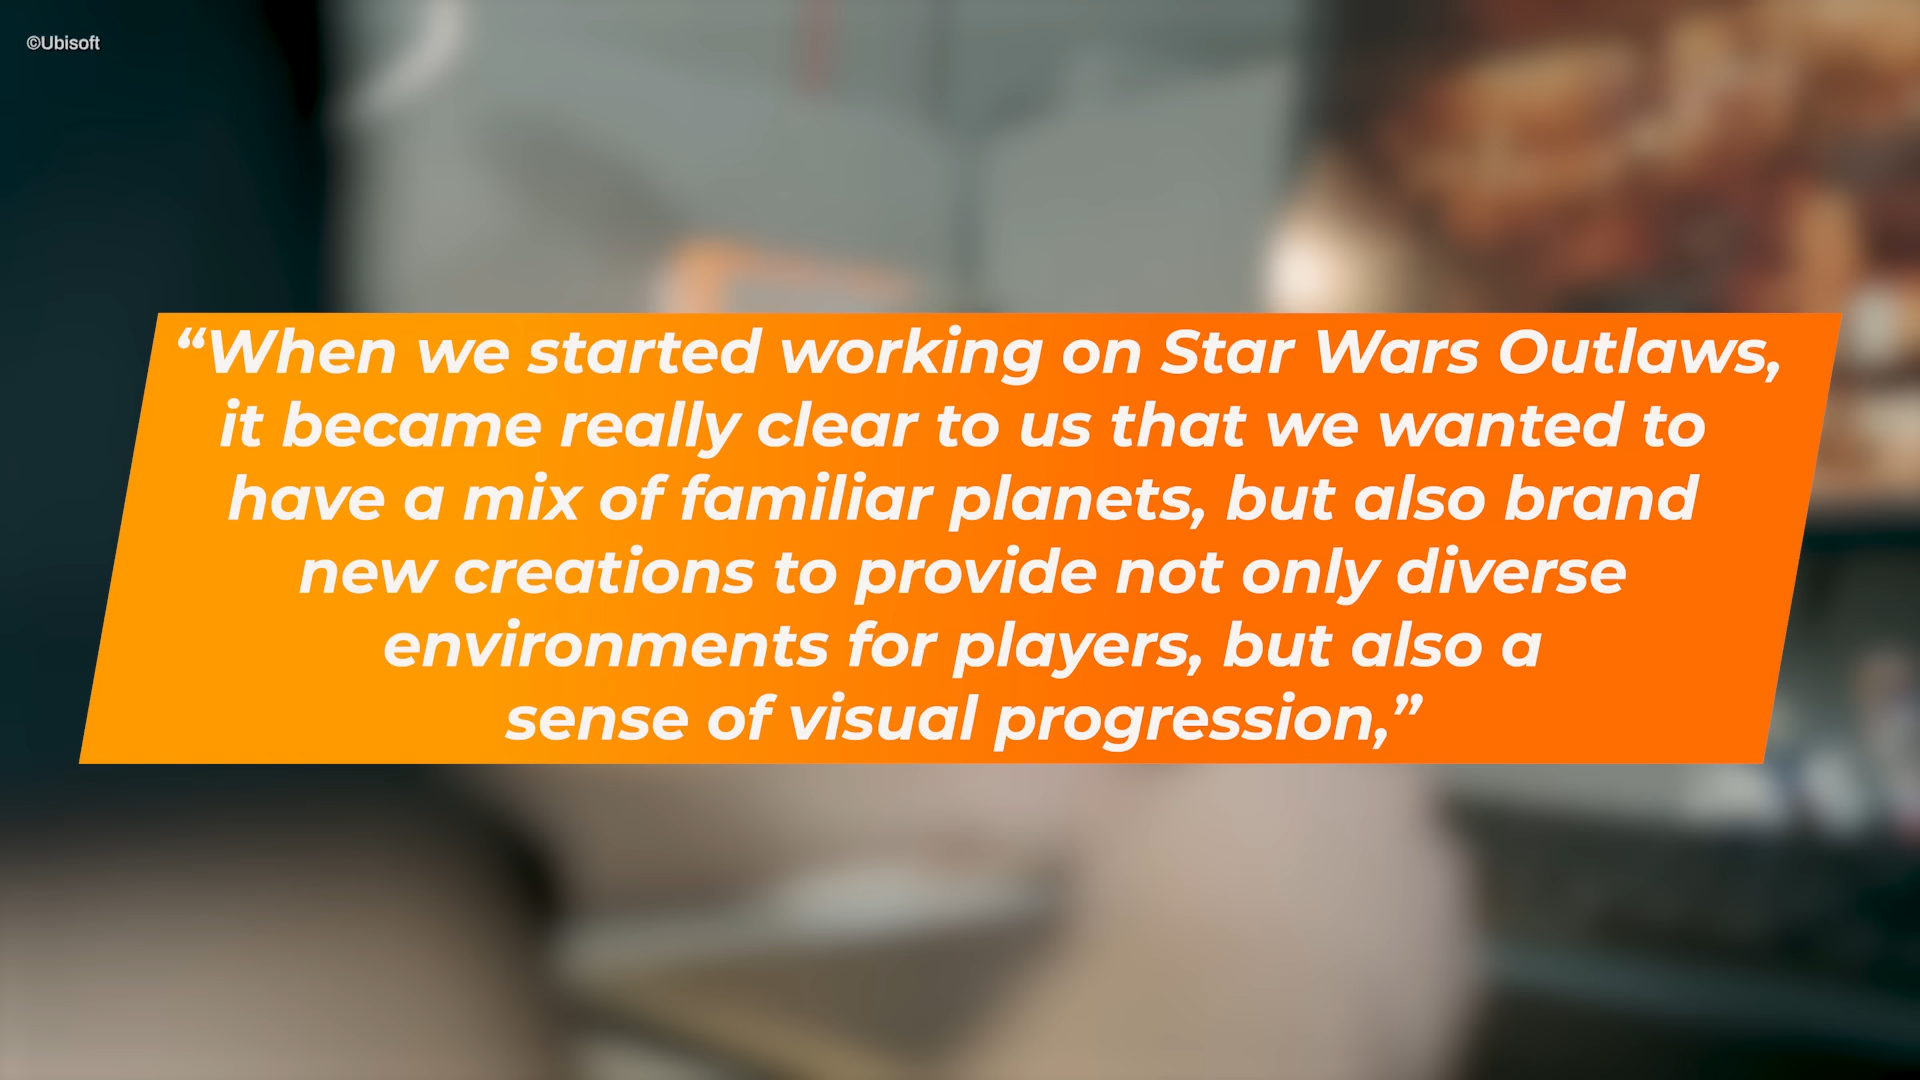 ©Ubisoft
“When we started working on Star Wars Outlaws,
it became really clear to us that we wanted to
have a mix of familiar planets, but also brand
new creations to provide not only diverse
environments for players, but also a
sense of visual progression,”